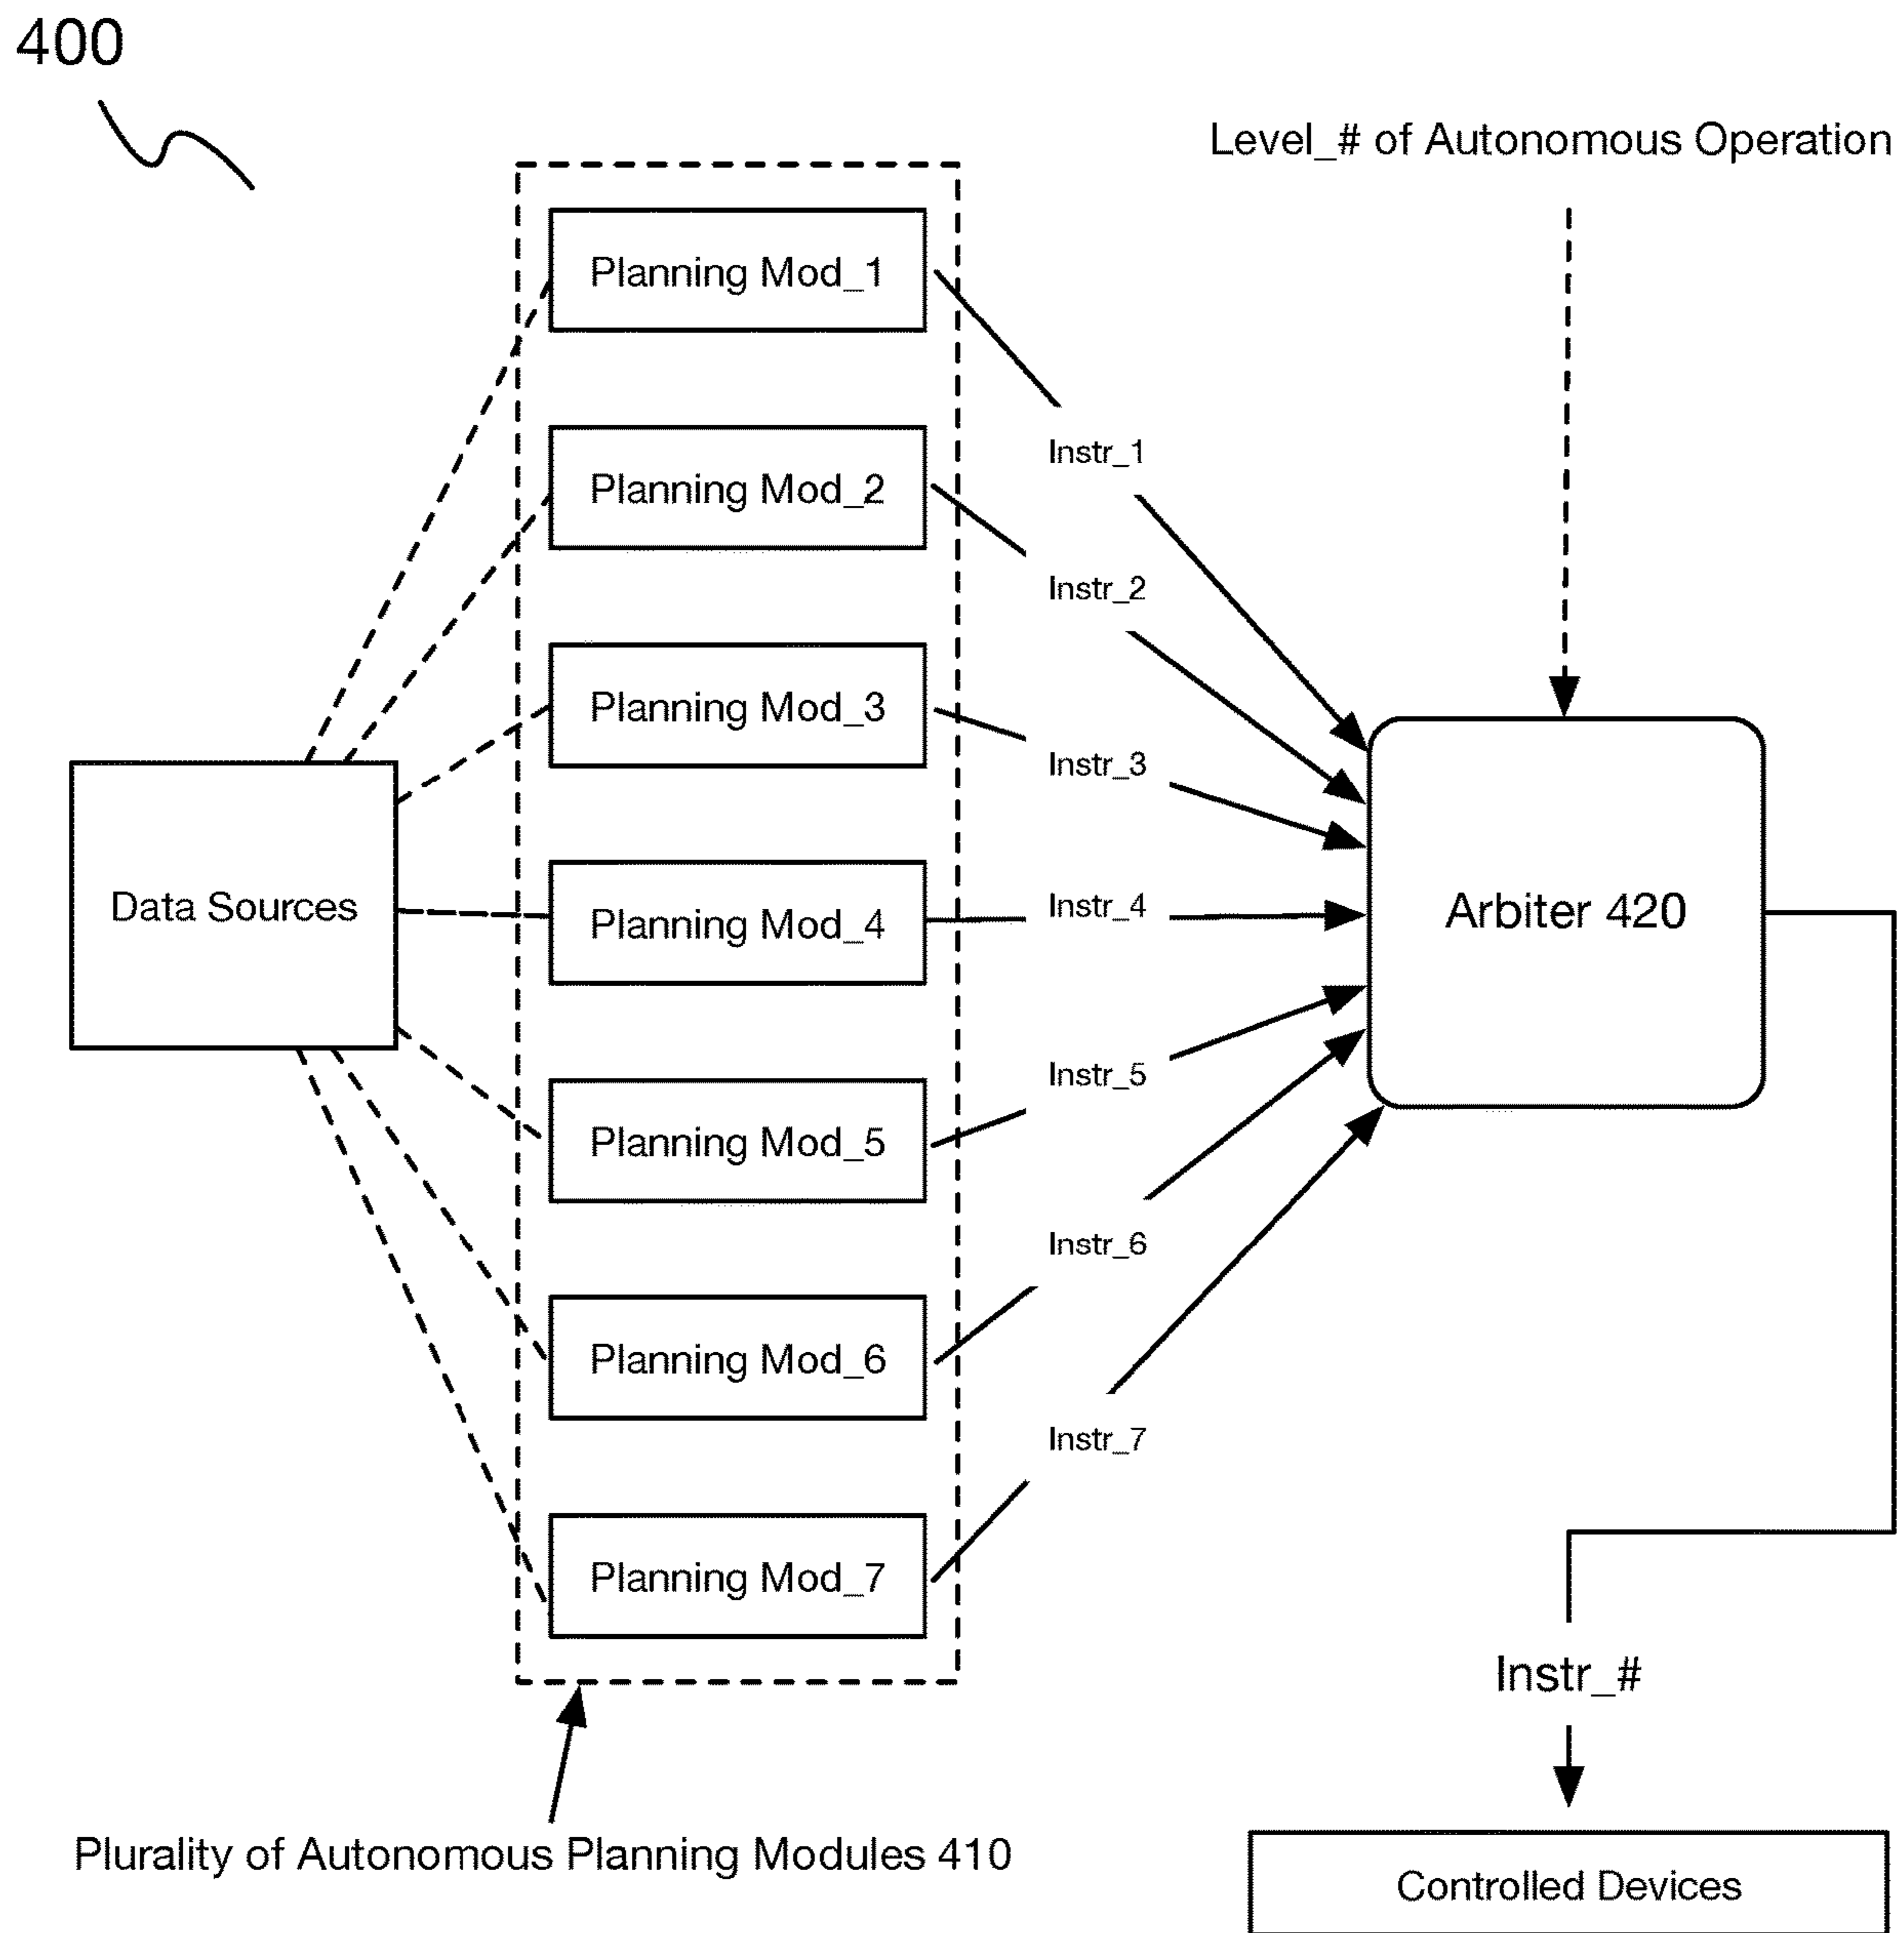 400
Level_# of Autonomous Operation
Planning Mod_1
Planning Mod_2
Planning Mod_3
Planning Mod_4
Planning Mod_5
Planning Mod_6
Planning Mod_7
Instr_1
Instr_2
Instr_3
Instr_4
Instr_5
Instr_6
Instr_7
Data Sources
Arbiter 420
Instr_#
Plurality of Autonomous Planning Modules 410
Controlled Devices